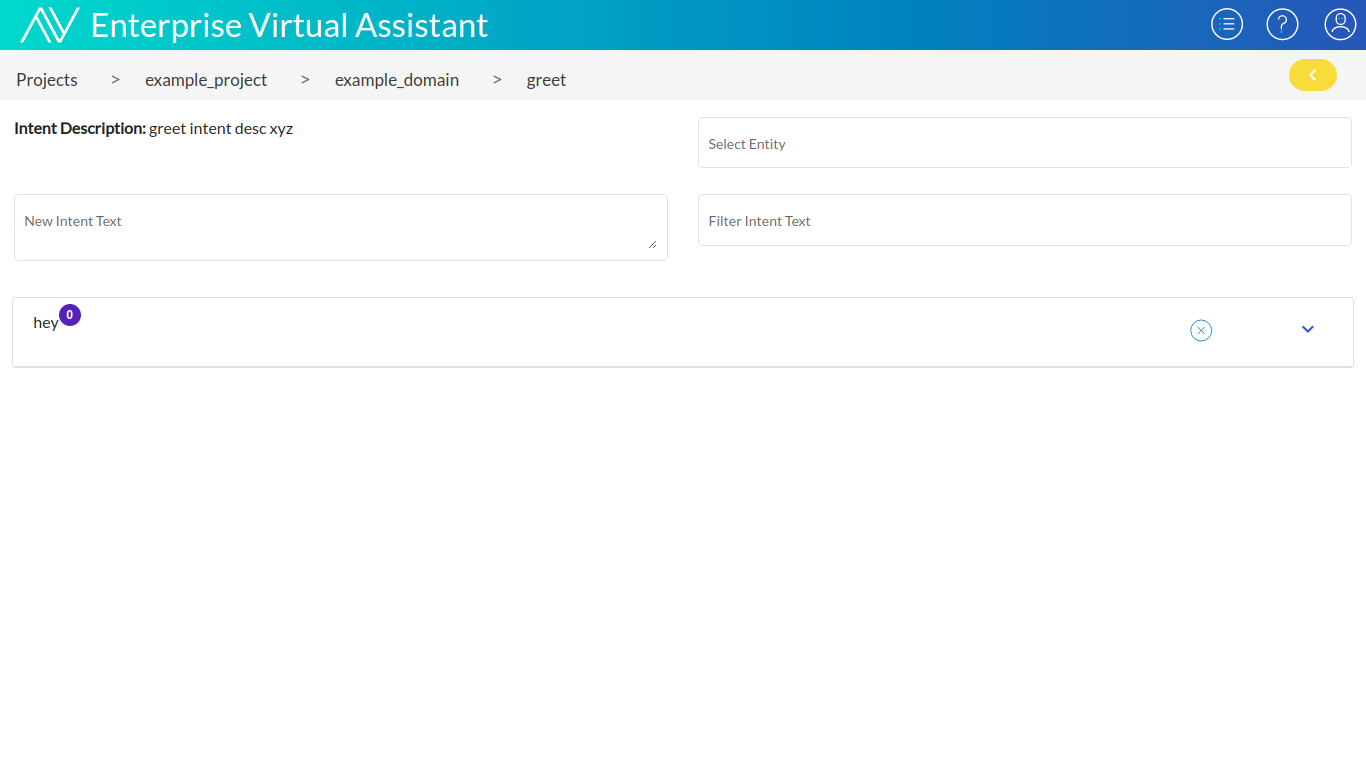 Enterprise Virtual Assistant
Projects > example_project > example_domain > greet
Intent Description: greet intent desc xyz
Select Entity
New Intent Text
Filter Intent Text
hey 0